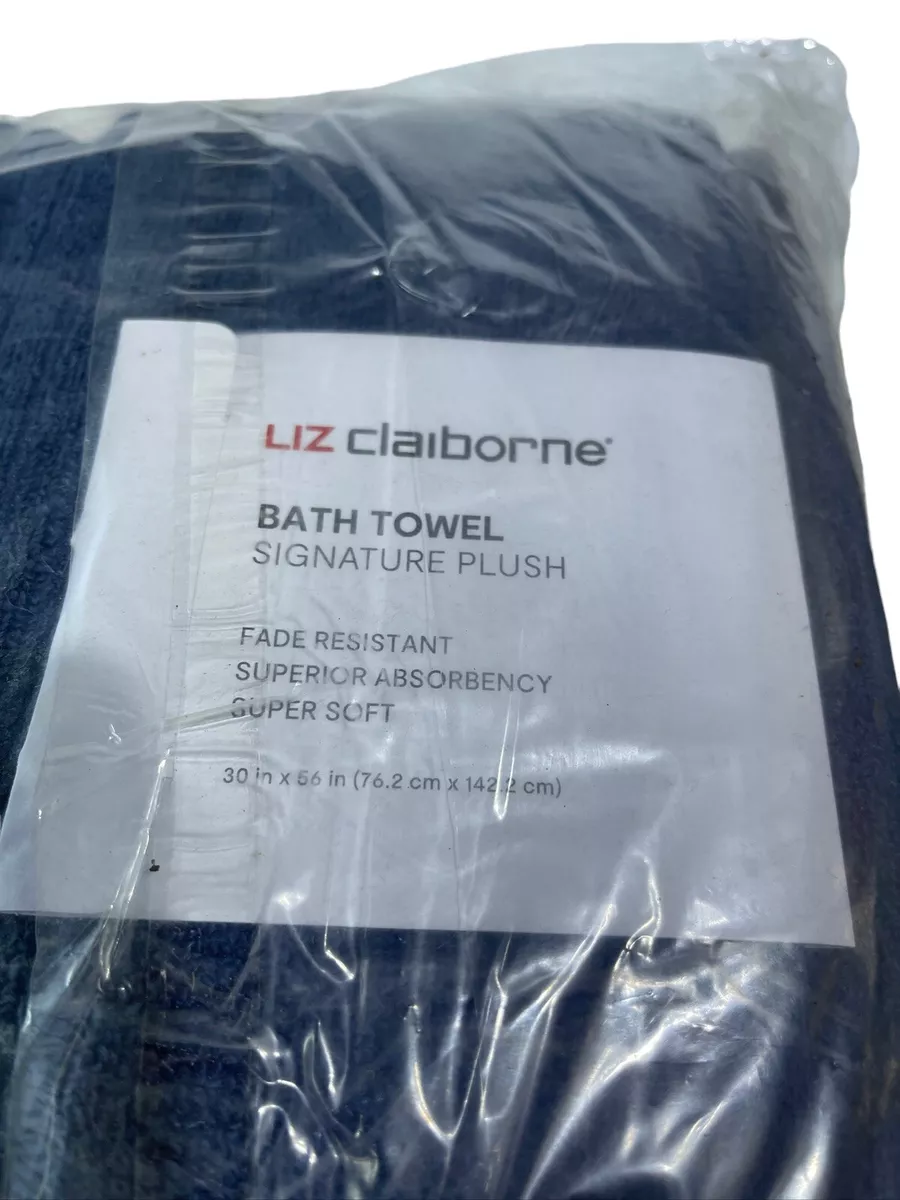 LIZ claiborne
BATH TOWEL
SIGNATURE PLUSH
FADE RESISTANT
SUPERIOR ABSORBENCY
SUPER SOFT
30 in x 56 in (76.2 cm x 142.2 cm)